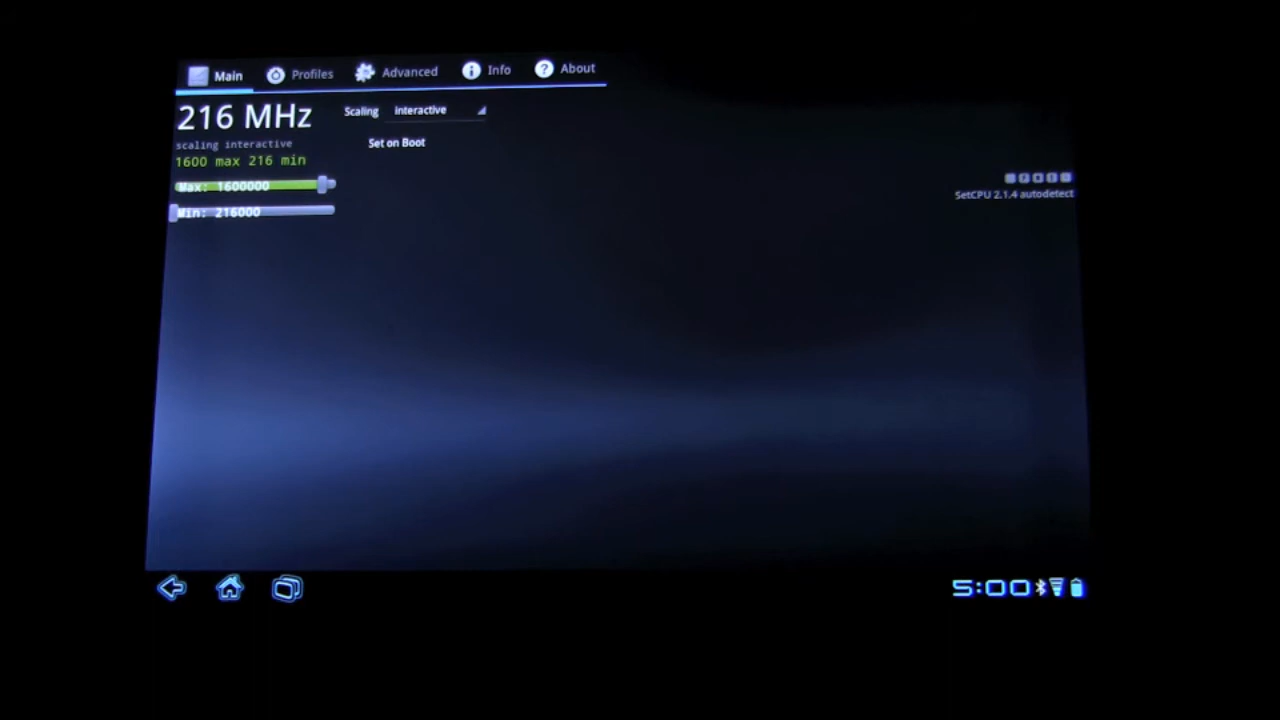 Main Profiles Advanced Info About
216 MHz
Scaling interactive
scaling interactive
Set on Boot
1600 max 216 min
Max: 1600000
Min: 216000
SetCPU 2.1.4 autodetect
5:00